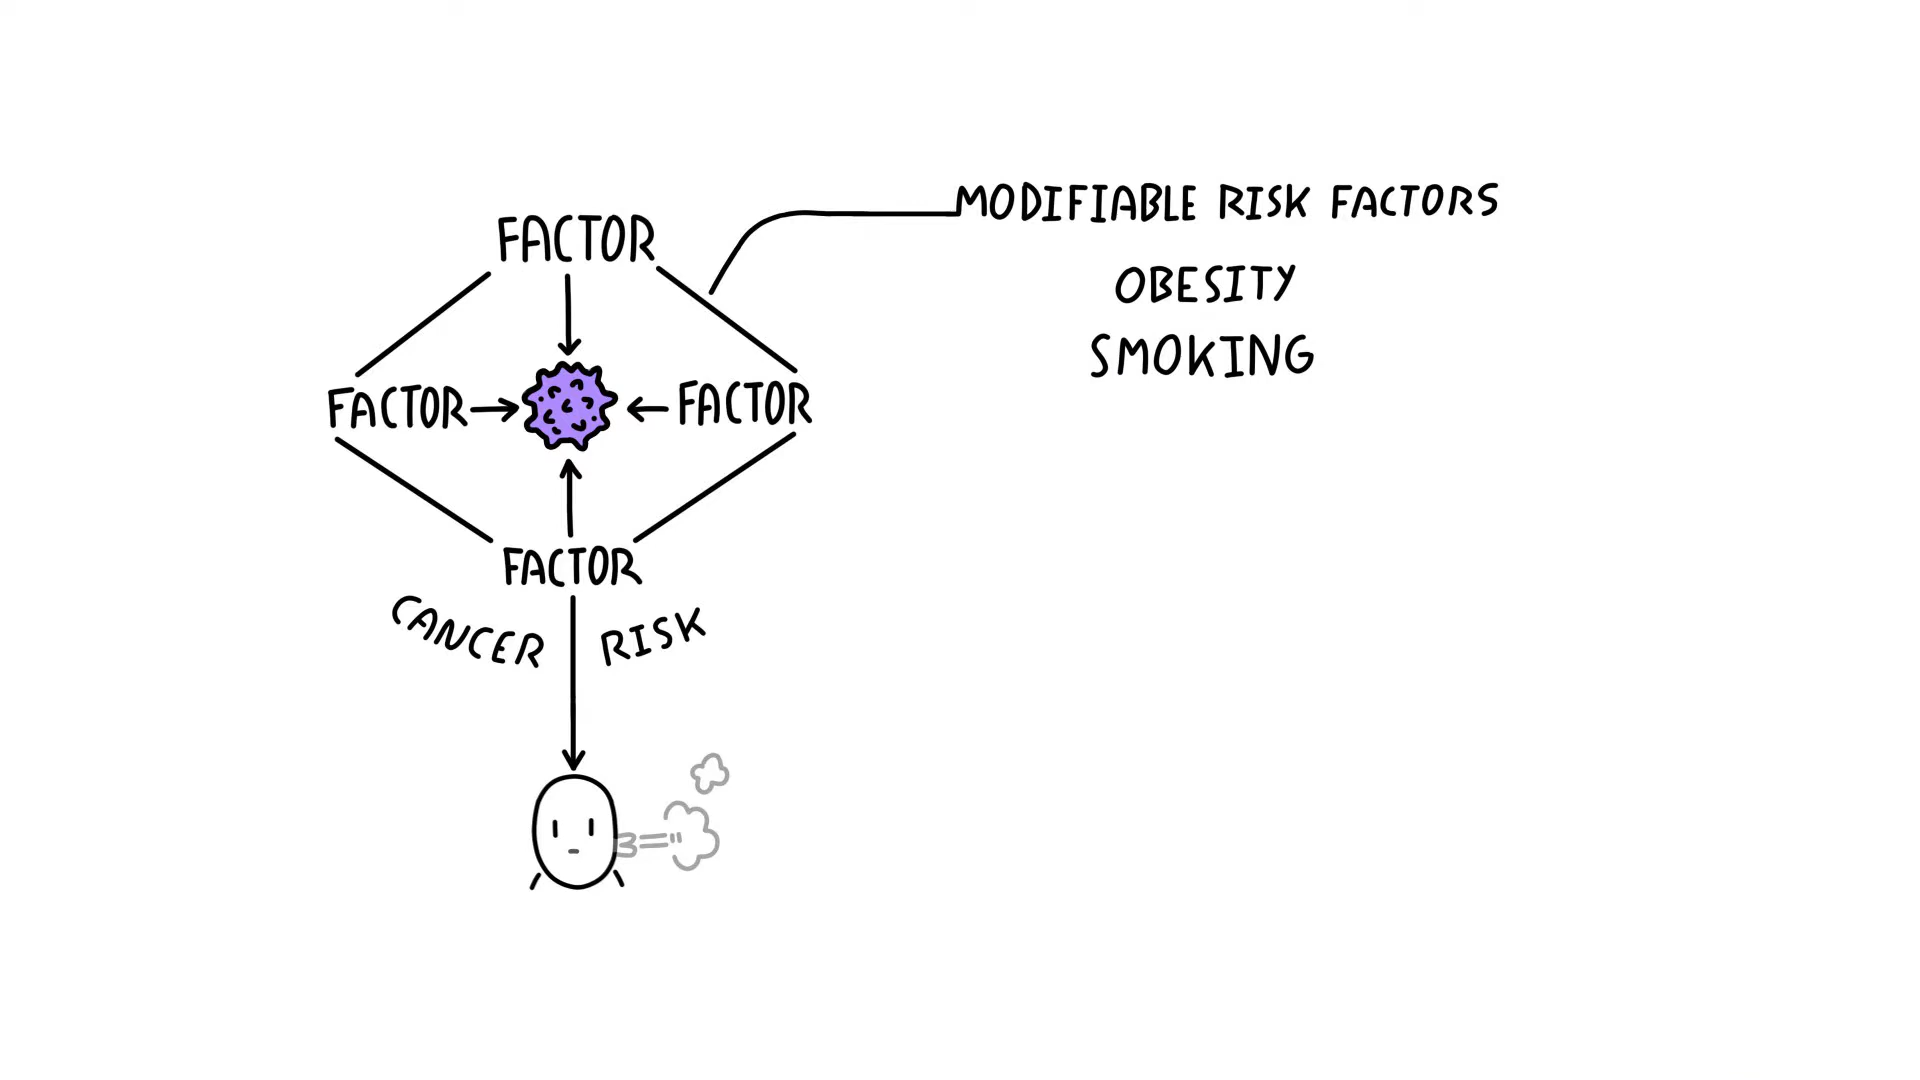 MODIFIABLE RISK FACTORS
FACTOR
OBESITY
SMOKING
FACTOR
FACTOR
FACTOR
CANCER RISK